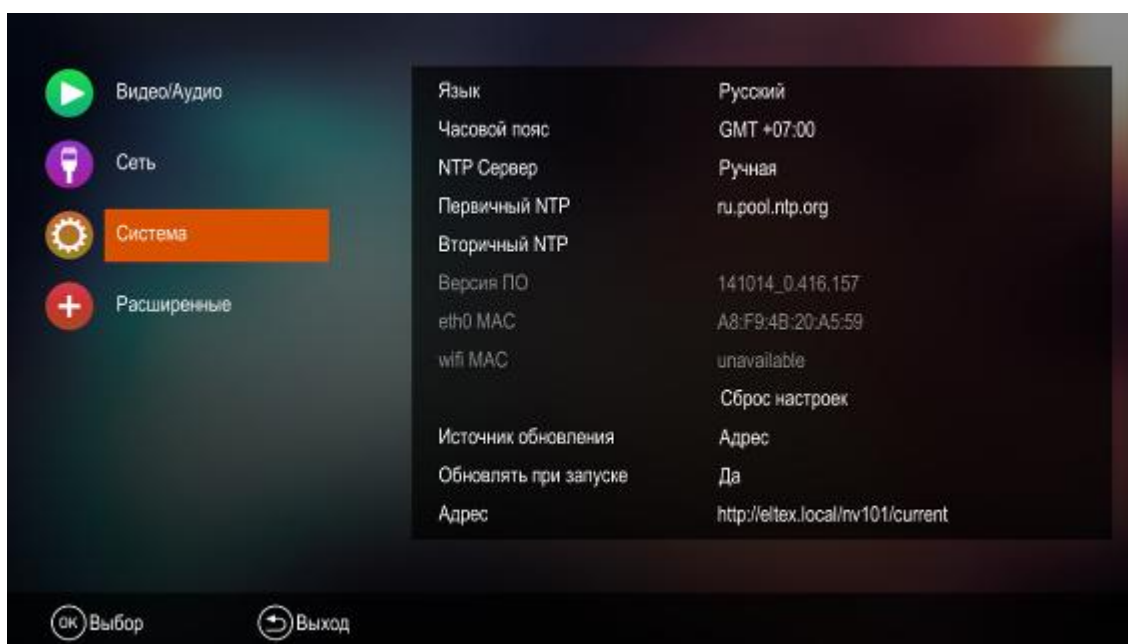 Видео/Аудио
Сеть
Система
Расширенные
Язык Русский
Часовой пояс GMT +07:00
NTP Сервер Ручная
Первичный NTP ru.pool.ntp.org
Вторичный NTP
Версия ПО 141014_0.416.157
eth0 MAC A8:F9:4B:20:A5:59
wifi MAC unavailable
Сброс настроек
Источник обновления Адрес
Обновлять при запуске Да
Адрес http://eltex.local/nv101/current
OK Выбор Выход